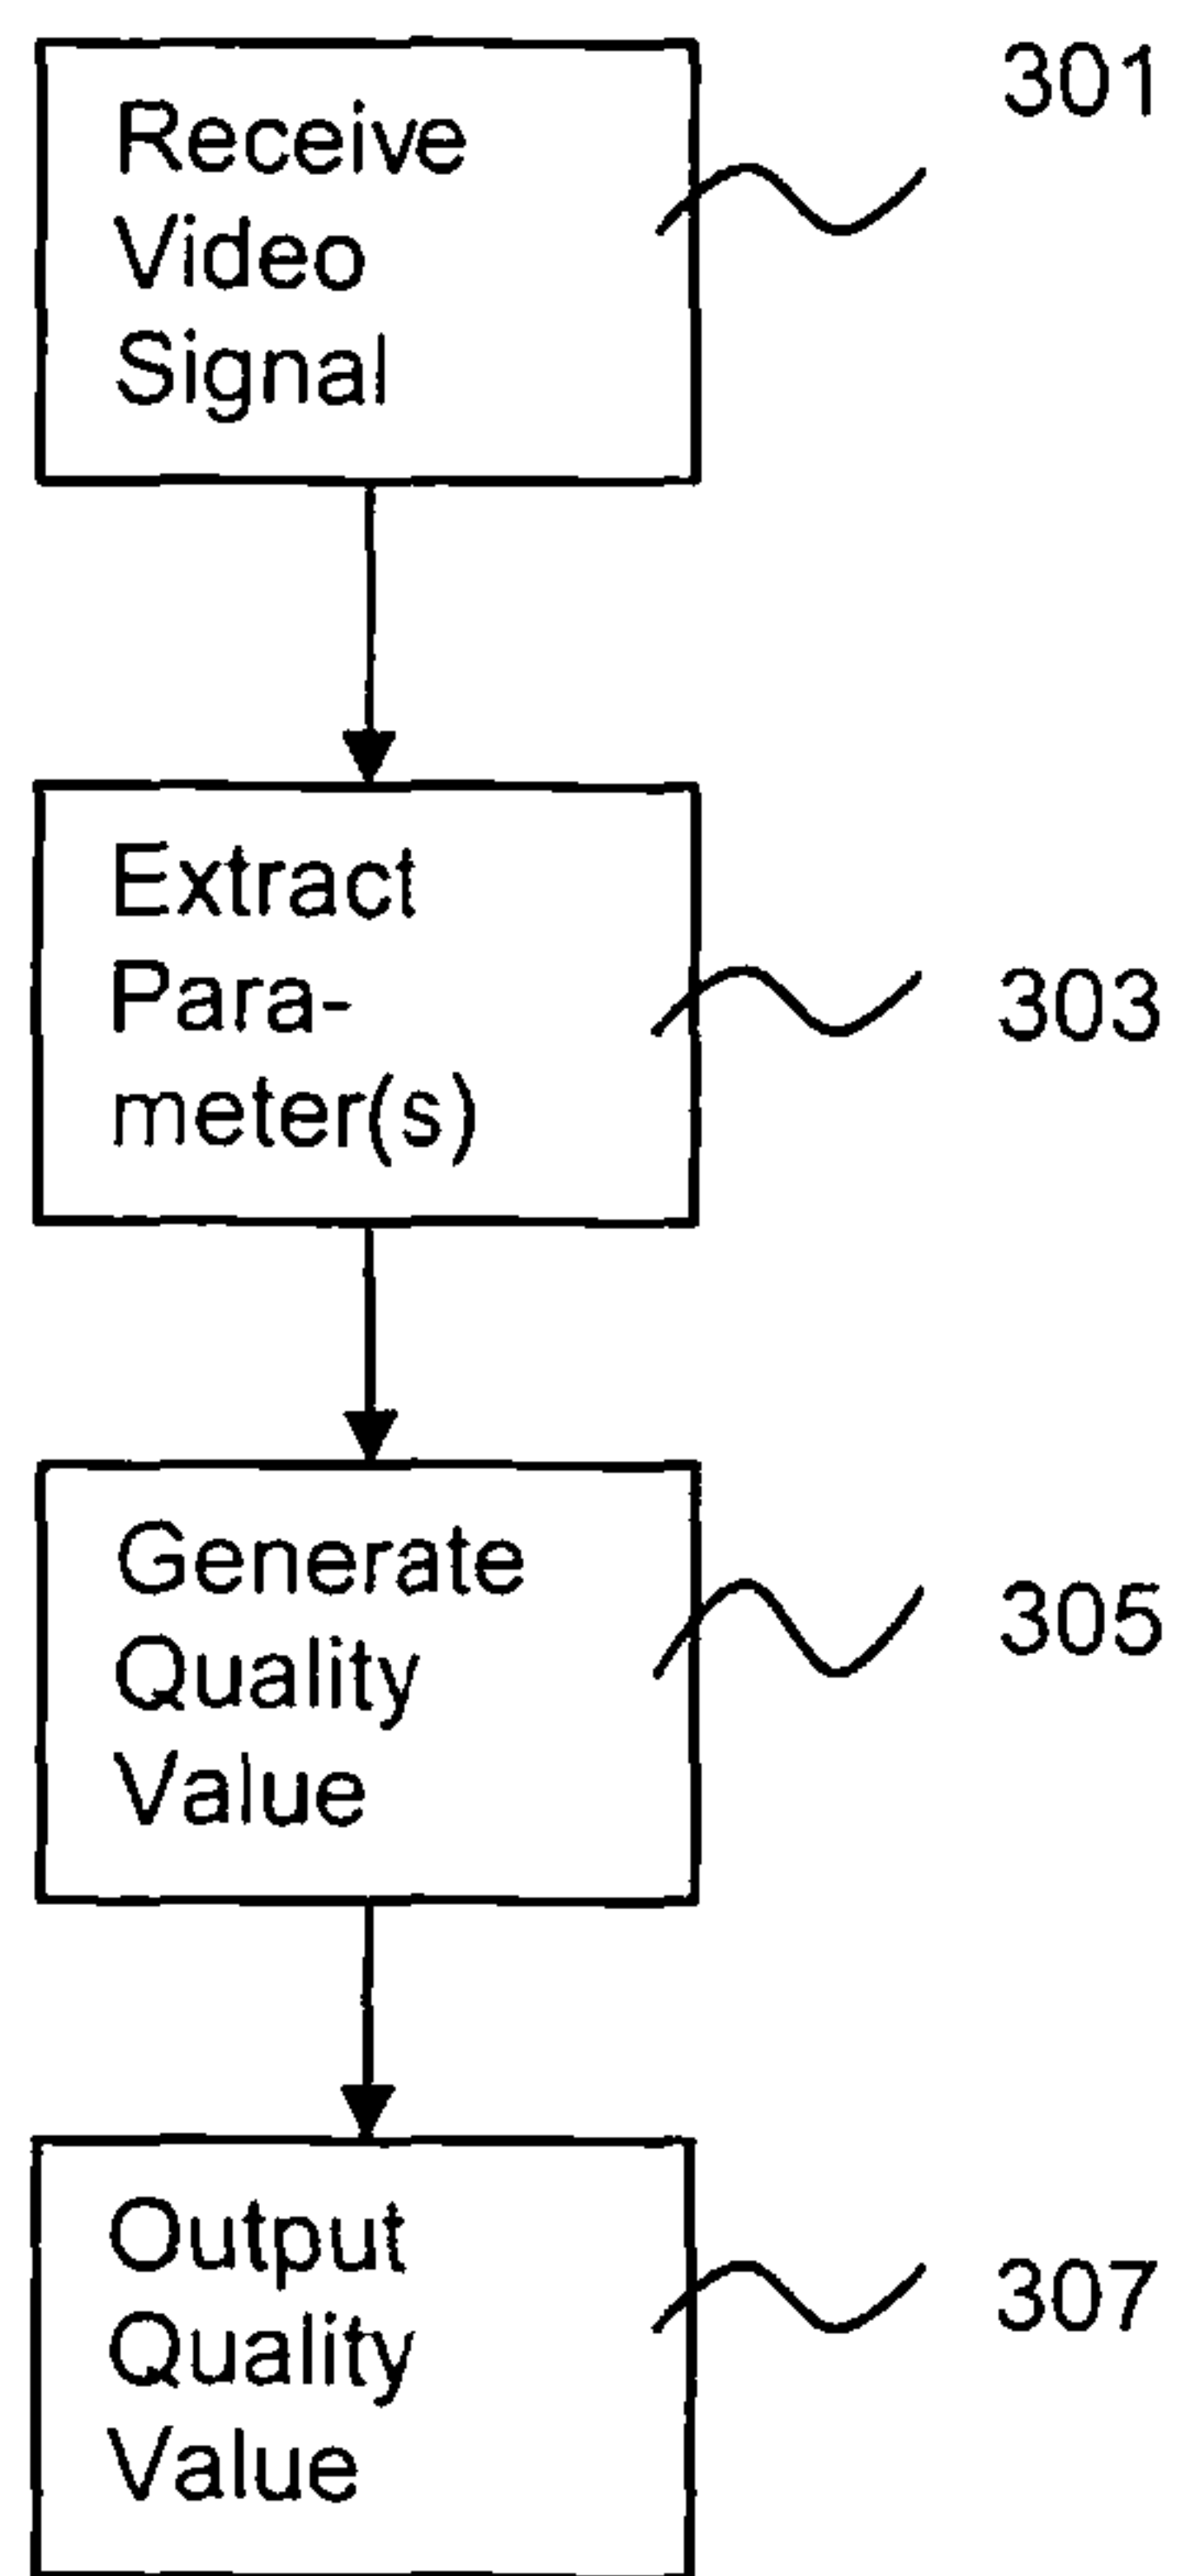 Receive
Video
Signal
301
Extract
Para-
meter(s)
303
Generate
Quality
Value
305
Output
Quality
Value
307